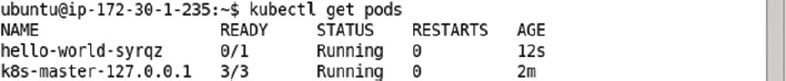 ubuntu@ip-172-30-1-235:~$ kubectl get pods
NAME READY STATUS RESTARTS AGE
hello-world-syrqz 0/1 Running 0 12s
k8s-master-127.0.0.1 3/3 Running 0 2m